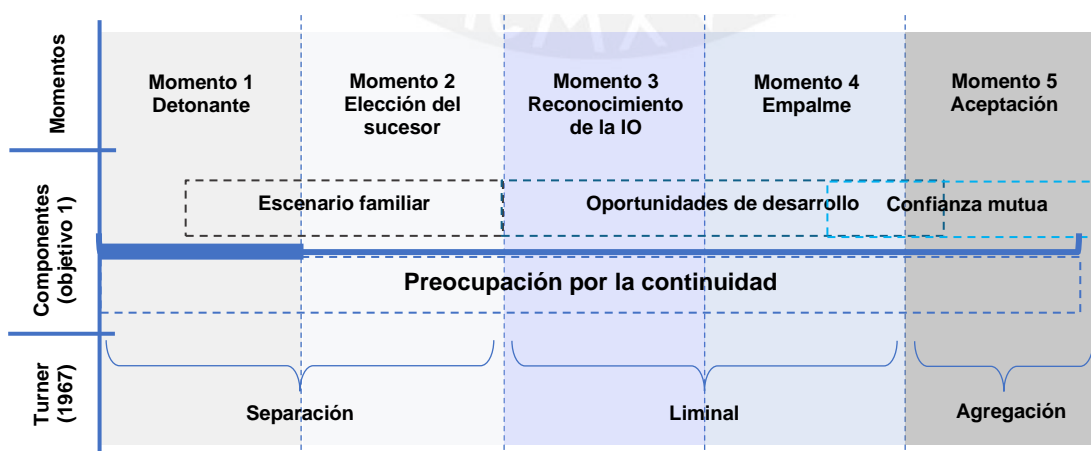 Momentos
Momento 1
Detonante
Momento 2
Elección del
sucesor
Momento 3
Reconocimiento
de la IO
Momento 4
Empalme
Momento 5
Aceptación
Componentes
(objetivo 1)
Escenario familiar
Oportunidades de desarrollo
Confianza mutua
Preocupación por la continuidad
Turner
(1967)
Separación
Liminal
Agregación